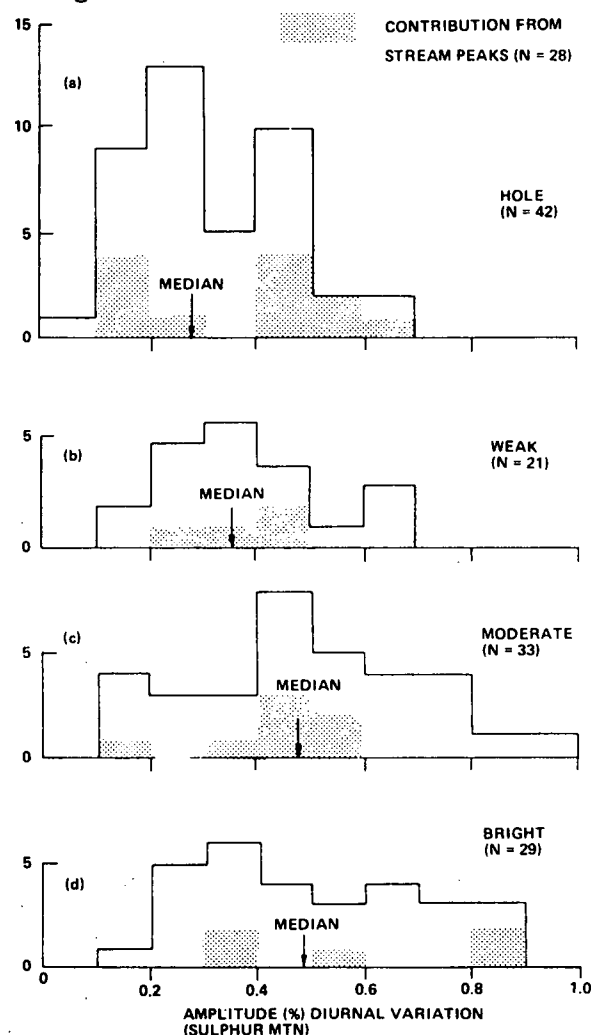 CONTRIBUTION FROM
STREAM PEAKS (N = 28)
15
10
5
0
(a)
HOLE
(N = 42)
MEDIAN
5
0
(b)
WEAK
(N = 21)
MEDIAN
5
0
(c)
MODERATE
(N = 33)
MEDIAN
5
0
(d)
BRIGHT
(N = 29)
MEDIAN
0 0.2 0.4 0.6 0.8 1.0
AMPLITUDE (%) DIURNAL VARIATION
(SULPHUR MTN)